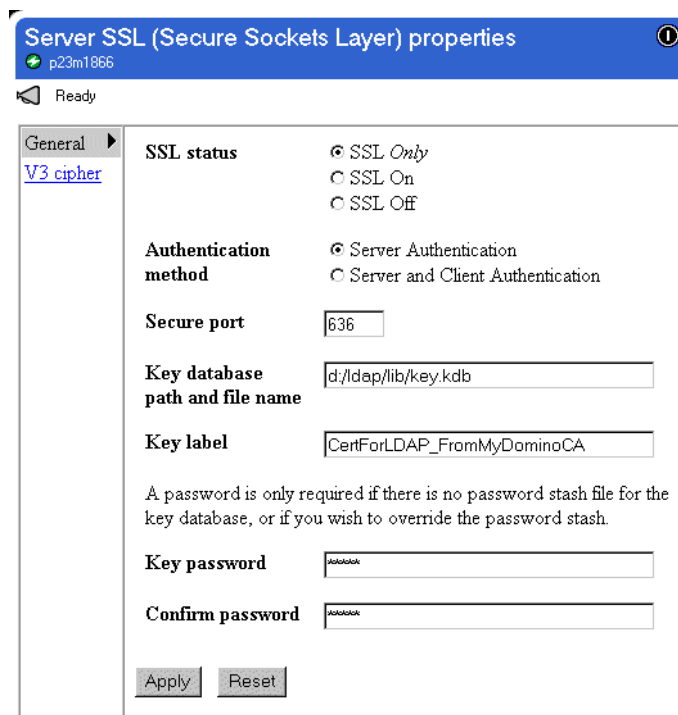 Server SSL (Secure Sockets Layer) properties
p23m1866
Ready
General
V3 cipher
SSL status
SSL Only
SSL On
SSL Off
Authentication
method
Server Authentication
Server and Client Authentication
Secure port
636
Key database
path and file name
d:/ldap/lib/key.kdb
Key label
CertForLDAP_FromMyDominoCA
A password is only required if there is no password stash file for the
key database, or if you wish to override the password stash.
Key password
*****
Confirm password
*****
Apply
Reset